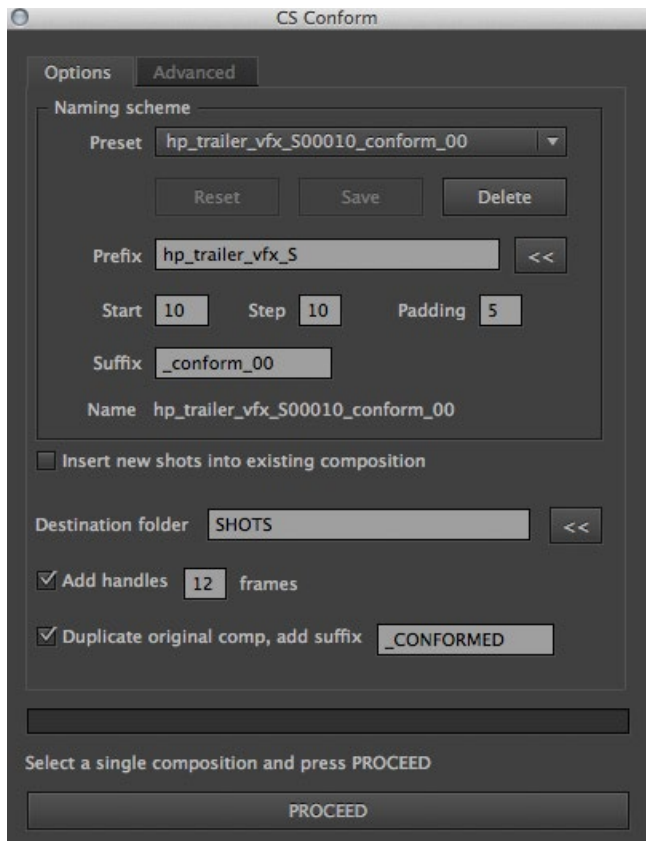 CS Conform
Options Advanced
Naming scheme
Preset hp_trailer_vfx_S00010_conform_00
Reset Save Delete
Prefix hp_trailer_vfx_S <<
Start 10 Step 10 Padding 5
Suffix _conform_00
Name hp_trailer_vfx_S00010_conform_00
Insert new shots into existing composition
Destination folder SHOTS <<
Add handles 12 frames
Duplicate original comp, add suffix _CONFORMED
Select a single composition and press PROCEED
PROCEED